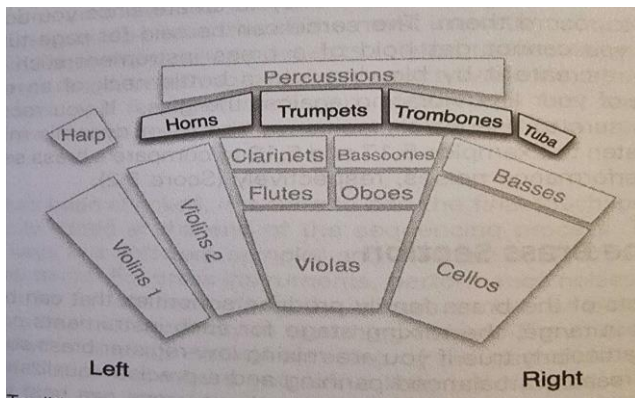 Percussions
Harp
Horns
Trumpets
Trombones
Tuba
Clarinets
Bassoones
Flutes
Oboes
Basses
Violins 1
Violins 2
Violas
Cellos
Left
Right